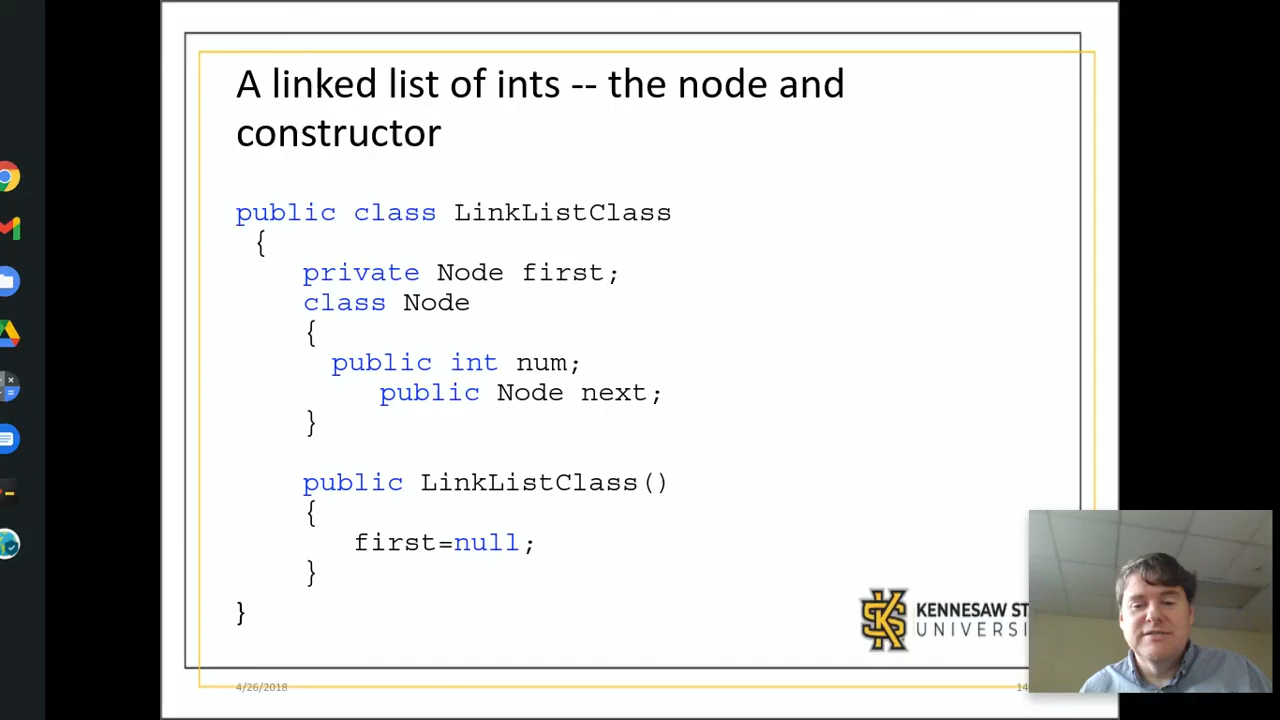 A linked list of ints -- the node and
constructor
public class LinkListClass
{
private Node first;
class Node
{
public int num;
public Node next;
}
public LinkListClass()
{
first=null;
}
}
KENNESAW ST
UNIVERSI
4/26/2018
14